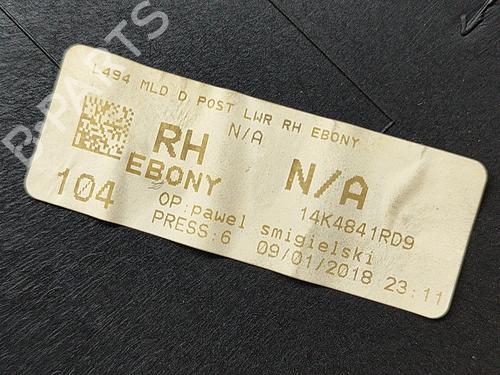 L494 MLD D POST LWR RH EBONY
RH N/A
EBONY N/A
104 14K4841RD9
OP:pawel smigielski
PRESS:6 09/01/2018 23:11
B-PARTS